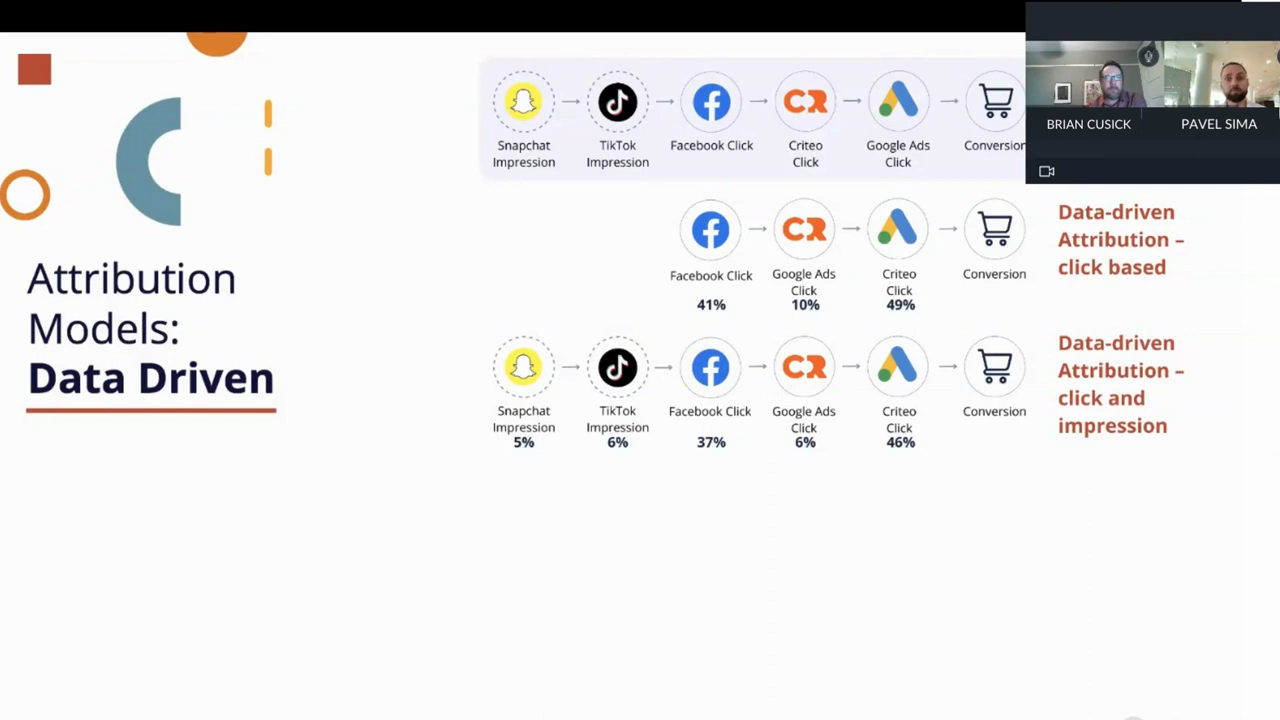 BRIAN CUSICK
PAVEL SIMA
Attribution
Models:
Data Driven
Snapchat
Impression
TikTok
Impression
Facebook Click
Criteo
Click
Google Ads
Click
Conversion
Facebook Click
41%
Google Ads
Click
10%
Criteo
Click
49%
Conversion
Data-driven
Attribution –
click based
Snapchat
Impression
5%
TikTok
Impression
6%
Facebook Click
37%
Google Ads
Click
6%
Criteo
Click
46%
Conversion
Data-driven
Attribution –
click and
impression